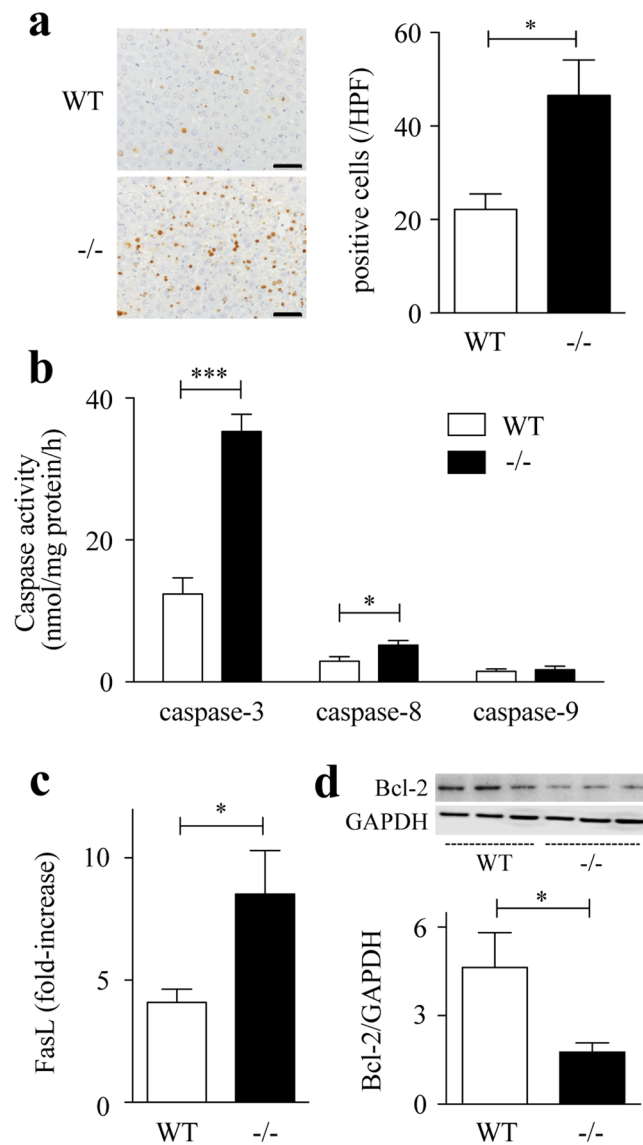 a
WT
-/-
positive cells (/HPF)
60
40
20
0
*
WT
-/-
b
Caspase activity
(nmol/mg protein/h)
40
20
0
***
*
WT
-/-
caspase-3
caspase-8
caspase-9
c
FasL (fold-increase)
10
5
0
*
WT
-/-
d
Bcl-2
GAPDH
WT
-/-
Bcl-2/GAPDH
6
3
0
*
WT
-/-